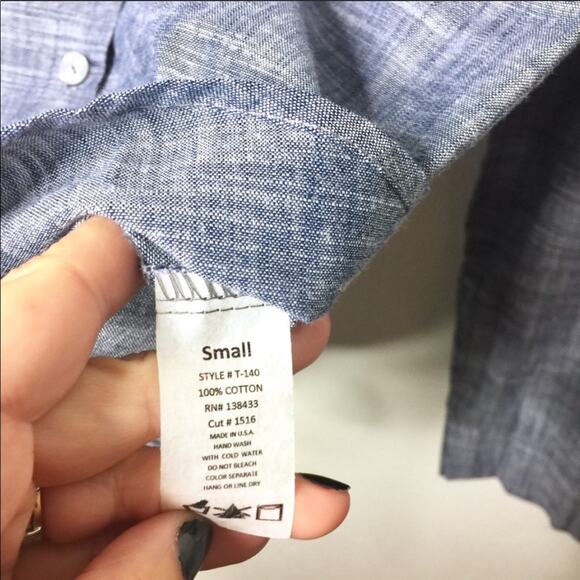 Small
STYLE # T-140
100% COTTON
RN# 138433
Cut # 1516
MADE IN U.S.A.
HAND WASH
WITH COLD WATER
DO NOT BLEACH
COLOR SEPARATE
HANG OR LINE DRY